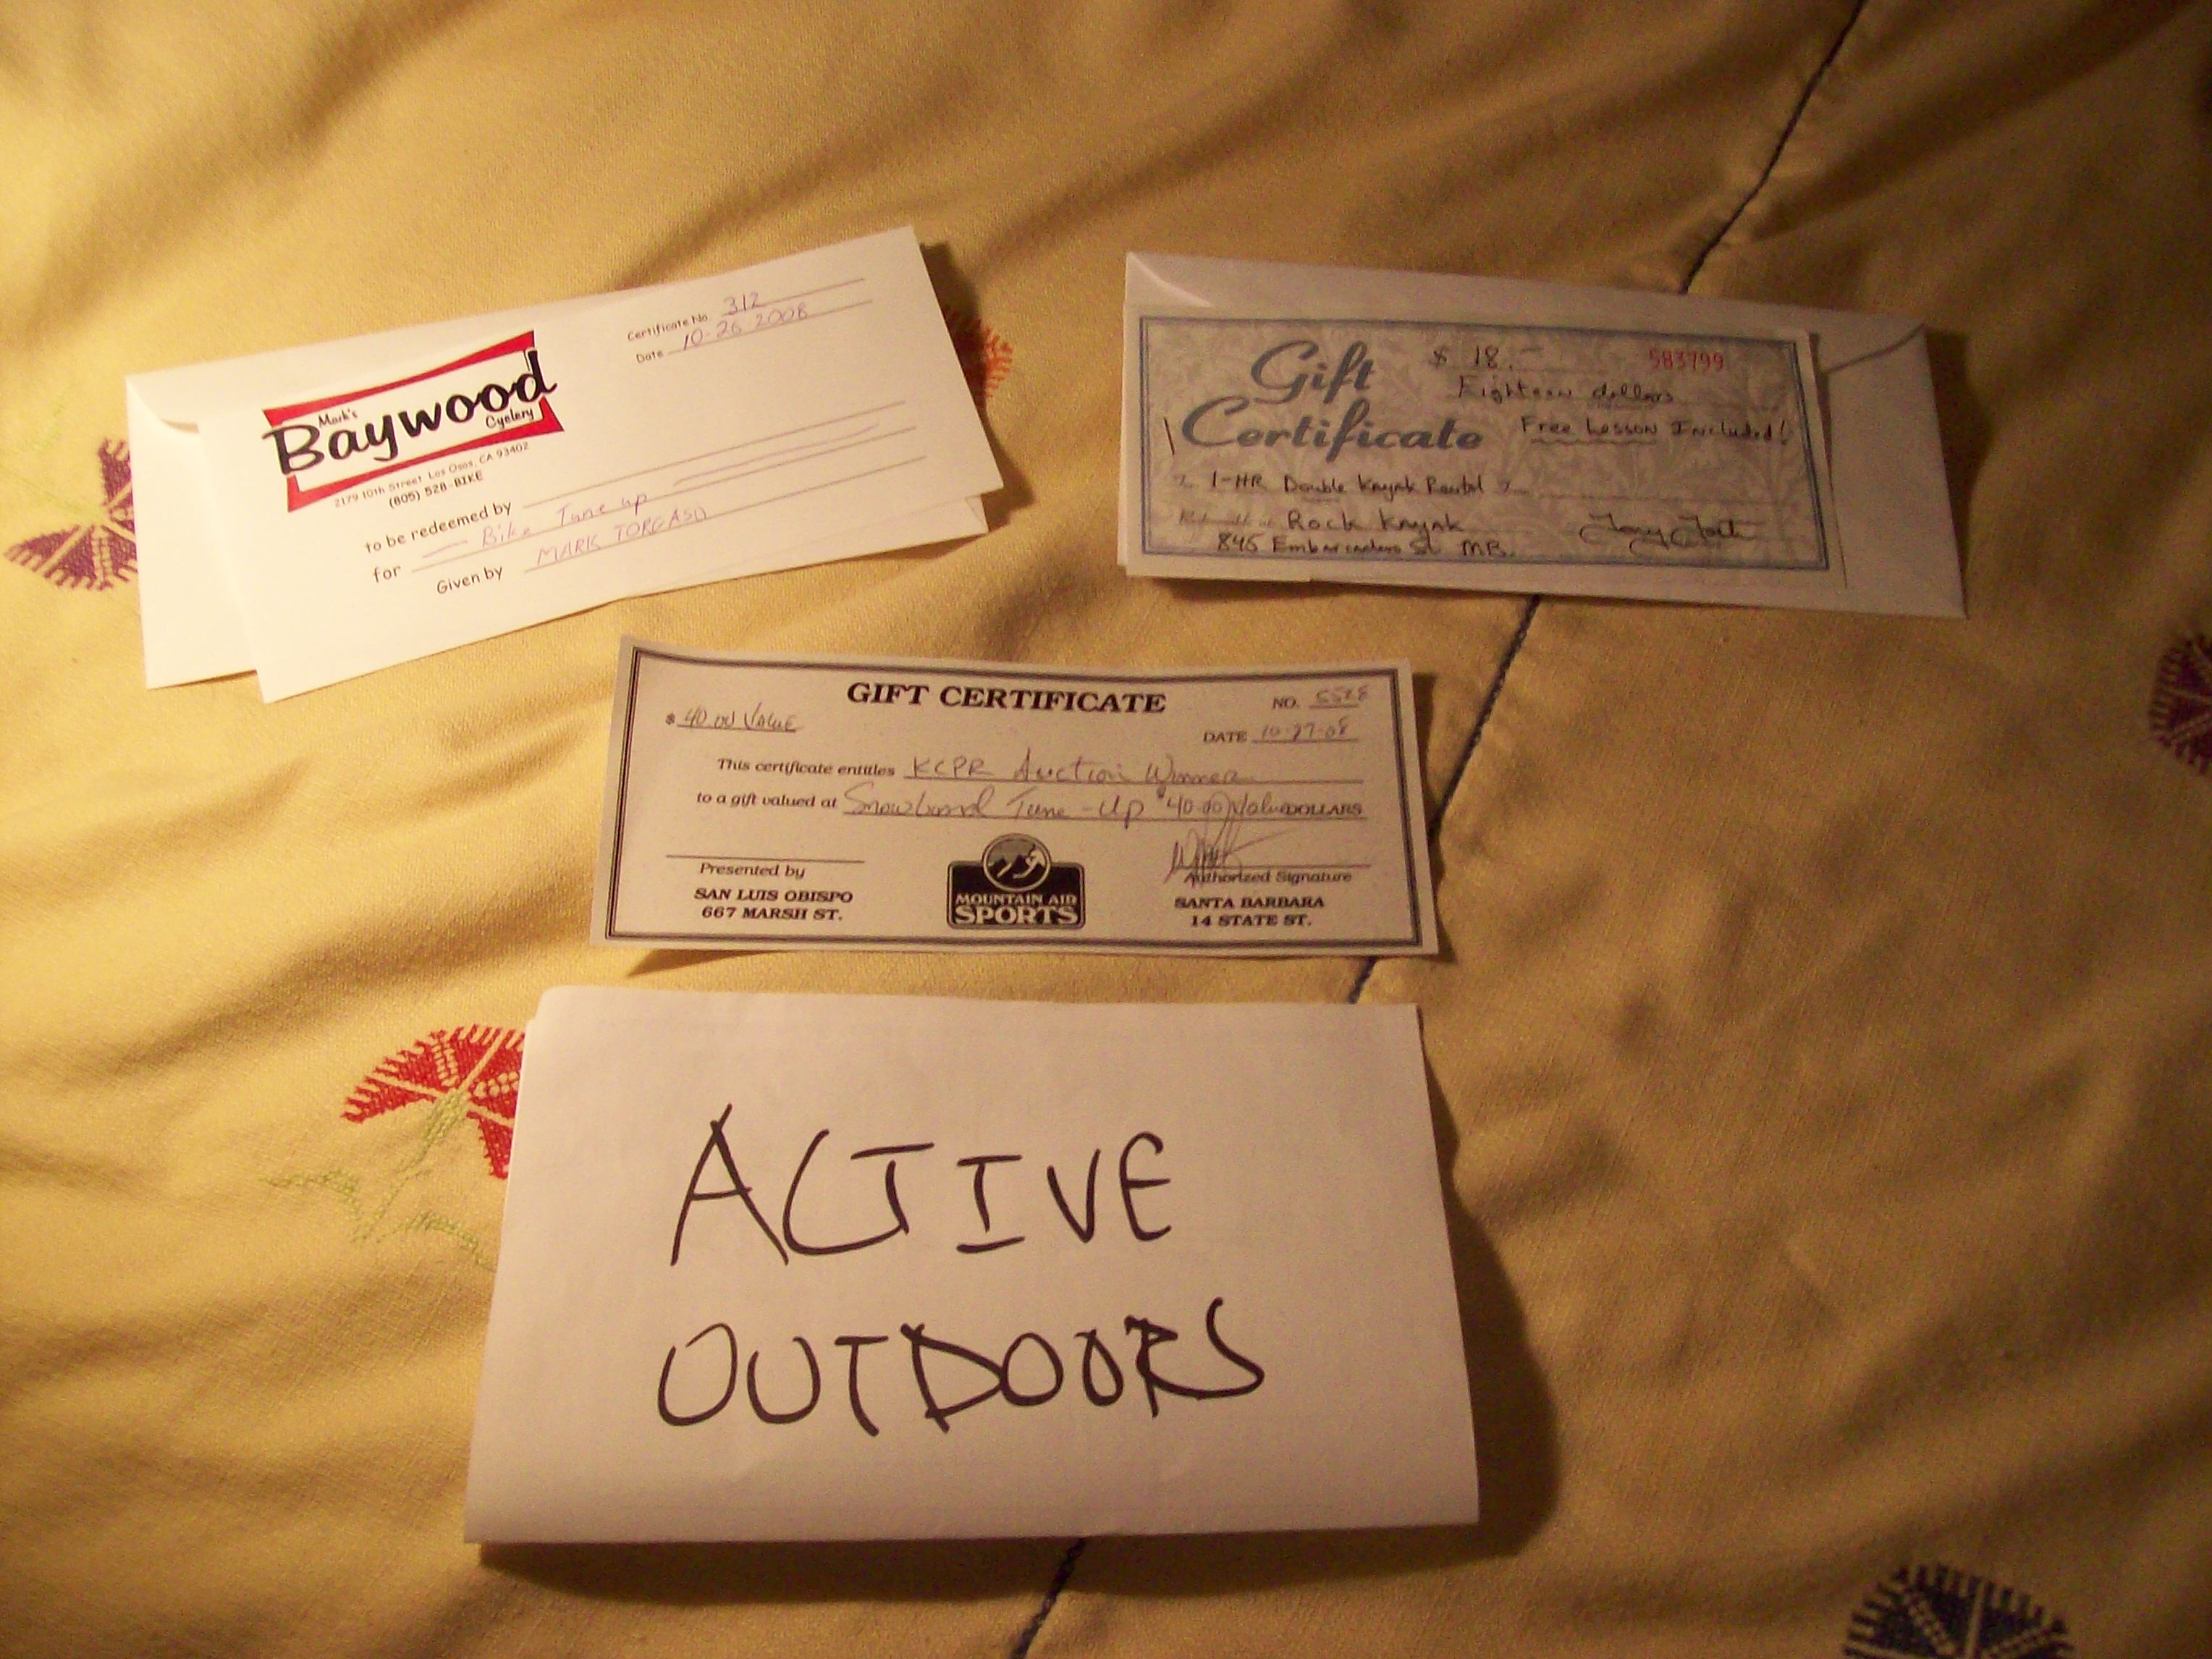 Certificate No. 312
Date 10-26 2008
Mark's
Baywood
Cyclery
2179 10th Street Los Osos, CA 93402
(805) 528-BIKE
to be redeemed by
for Bike Tune up
Given by MARK TORGASD
Gift
Certificate
$ 18.— 583799
Eighteen dollars
Free Lesson Included!
1-HR Double Kayak Rental
Rock Kayak
845 Embarcadero St MB.
GIFT CERTIFICATE
NO. 5528
$ 40.00 Value
DATE 10-27-08
This certificate entitles KCPR Auction Winner
to a gift valued at Snowboard Tune-Up $40.00 Value DOLLARS
Presented by
Authorized Signature
SAN LUIS OBISPO
667 MARSH ST.
MOUNTAIN AIR
SPORTS
SANTA BARBARA
14 STATE ST.
ACTIVE
OUTDOORS